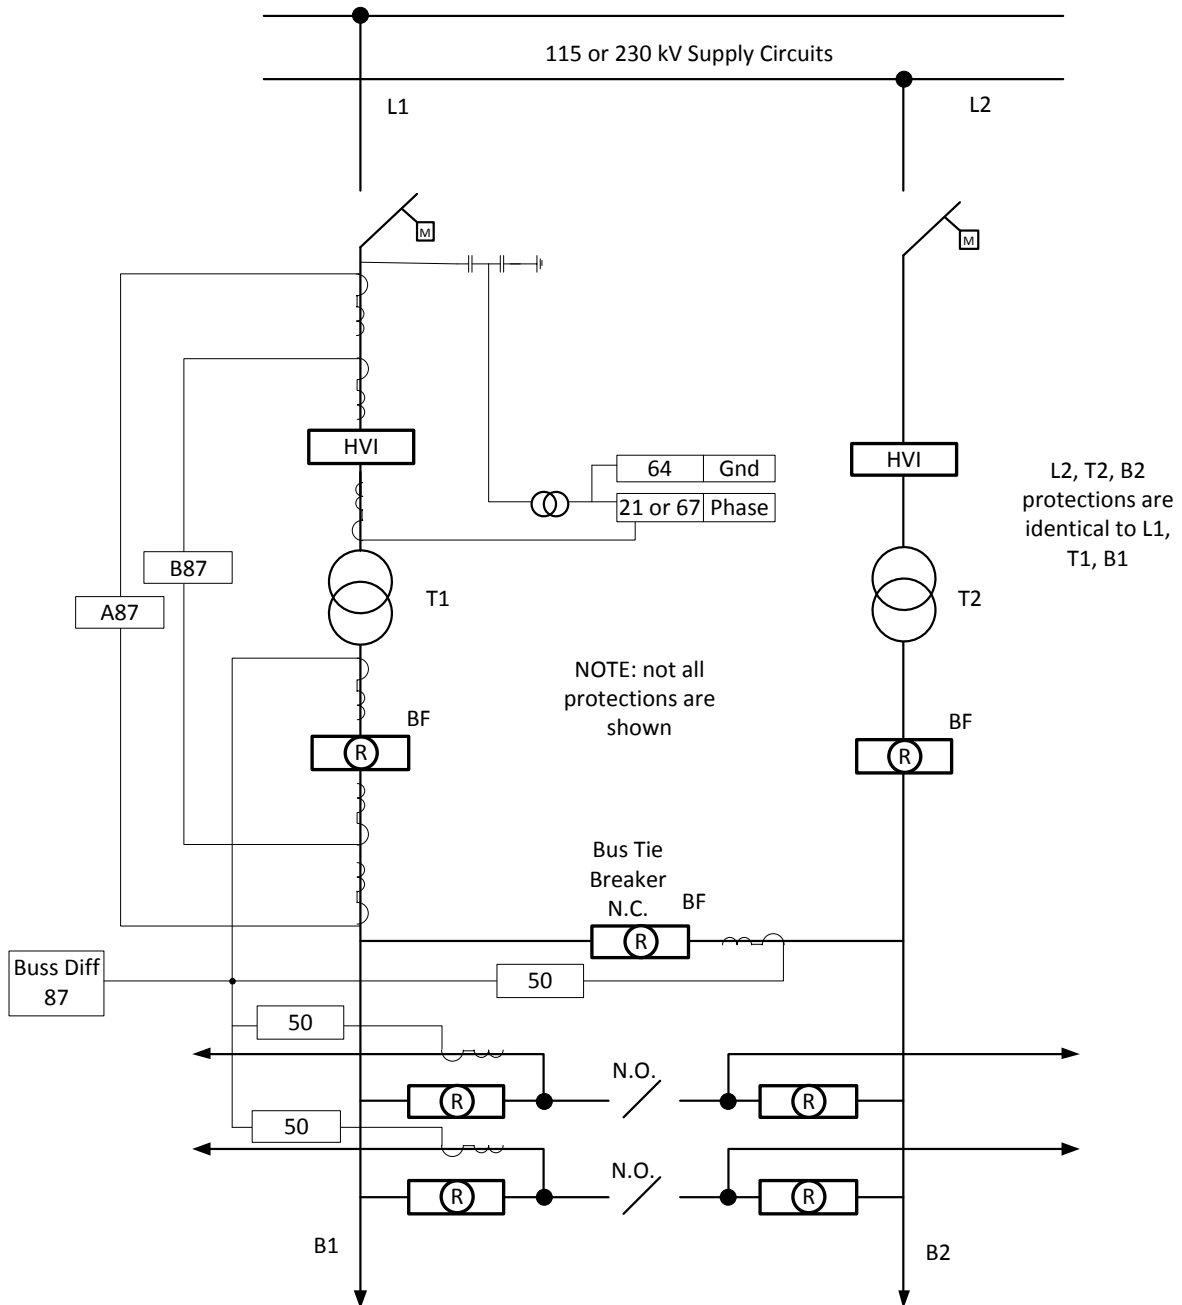 115 or 230 kV Supply Circuits
L1
L2
M
M
HVI
HVI
64
Gnd
21 or 67
Phase
L2, T2, B2
protections are
identical to L1,
T1, B1
B87
A87
T1
T2
NOTE: not all
protections are
shown
BF
R
BF
R
Bus Tie
Breaker
N.C.
BF
R
Buss Diff
87
50
50
N.O.
R
R
50
N.O.
R
R
B1
B2